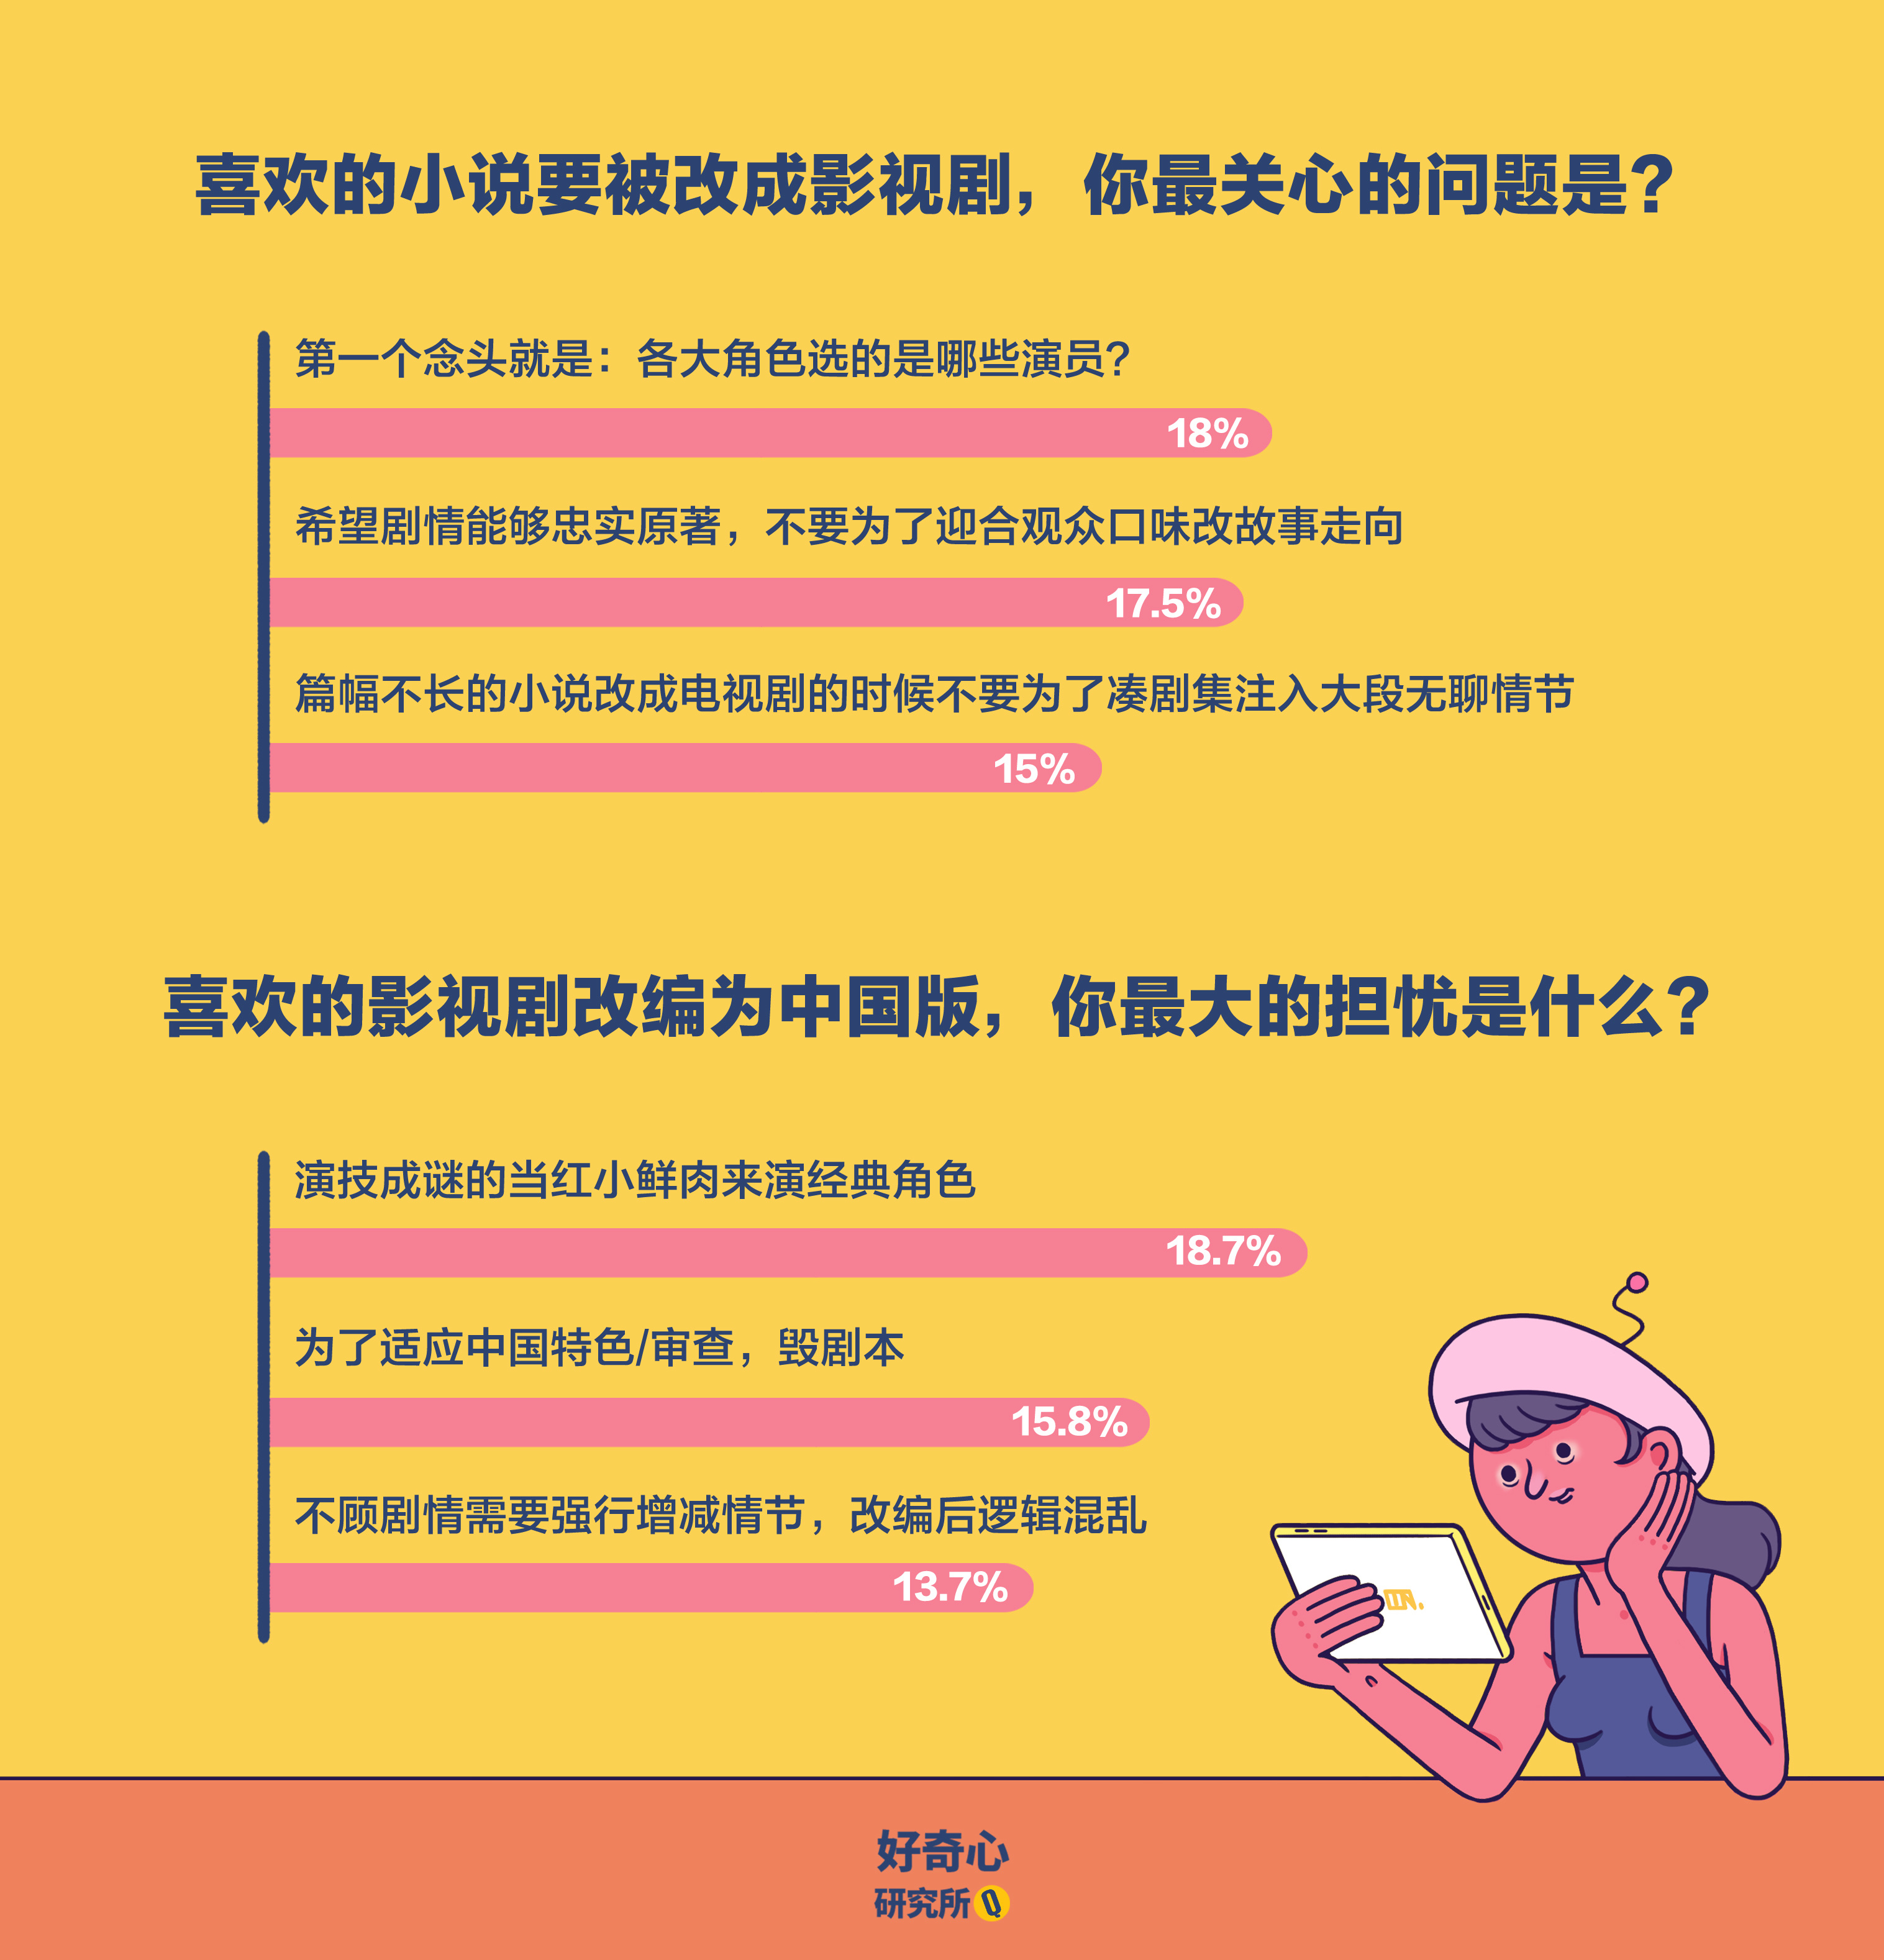 喜欢的小说要被改成影视剧，你最关心的问题是？
第一个念头就是：各大角色选的是哪些演员？
18%
希望剧情能够忠实原著，不要为了迎合观众口味改故事走向
17.5%
篇幅不长的小说改成电视剧的时候不要为了凑剧集注入大段无聊情节
15%
喜欢的影视剧改编为中国版，你最大的担忧是什么？
演技成谜的当红小鲜肉来演经典角色
18.7%
为了适应中国特色/审查，毁剧本
15.8%
不顾剧情需要强行增减情节，改编后逻辑混乱
13.7%
好奇心
研究所Q